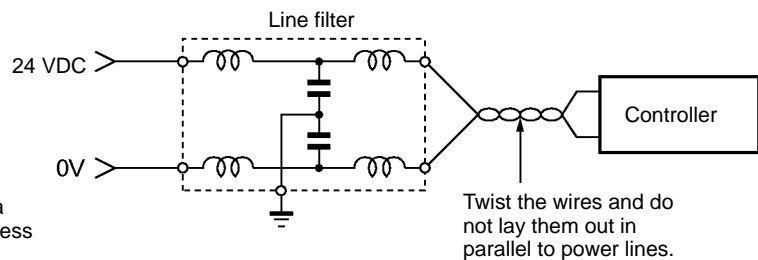 Line filter
24 VDC
Controller
0V
a
ess
Twist the wires and do
not lay them out in
parallel to power lines.